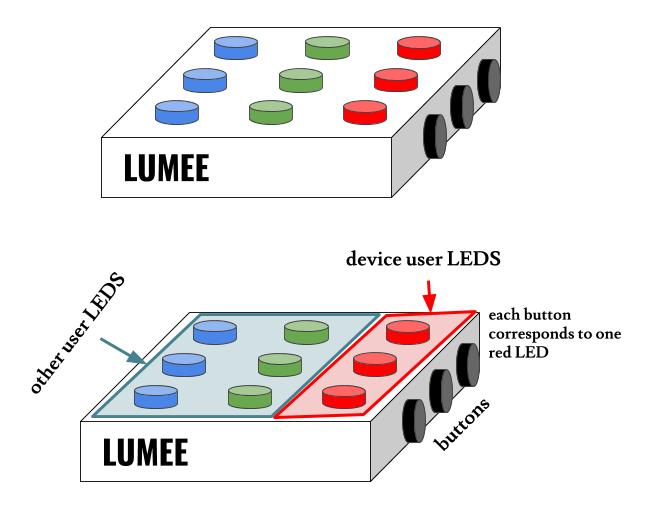 LUMEE
device user LEDS
other user LEDS
each button
corresponds to one
red LED
buttons
LUMEE